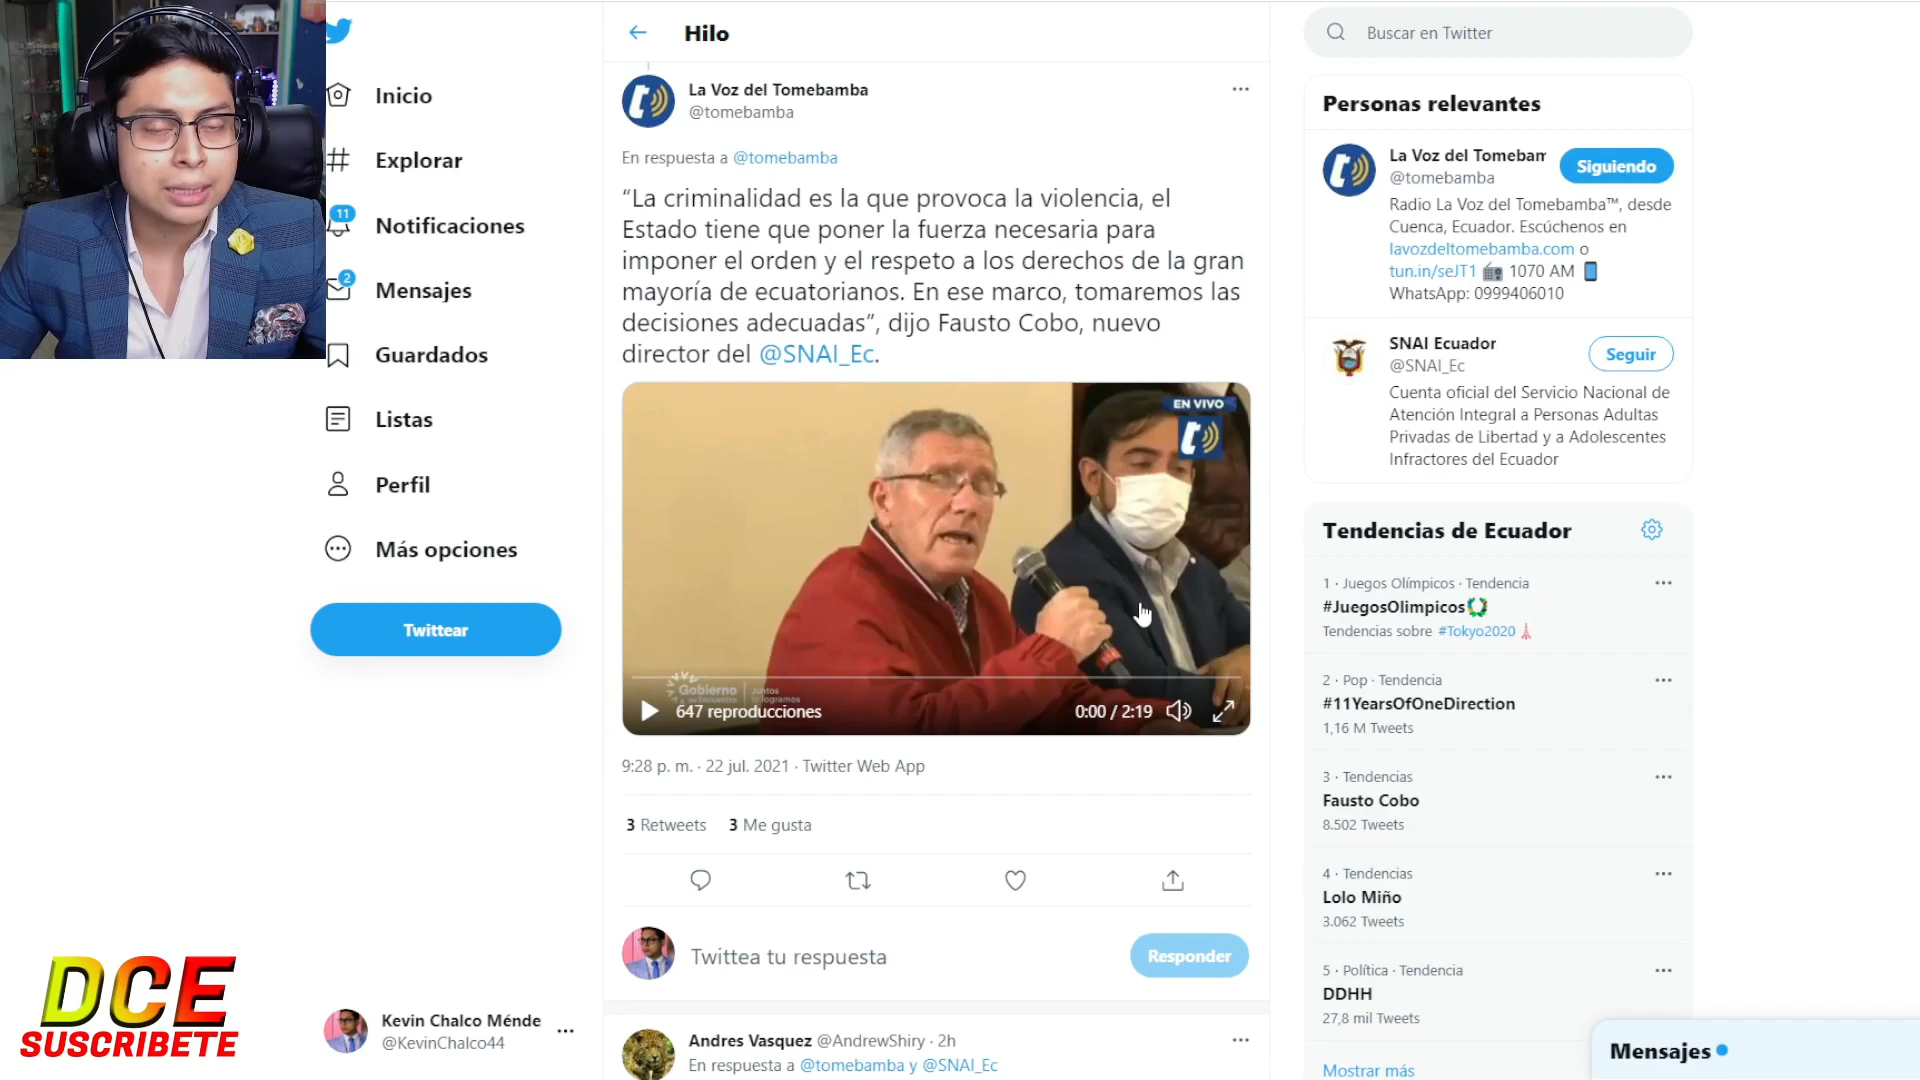 Inicio
Explorar
11
Notificaciones
2
Mensajes
Guardados
Listas
Perfil
Más opciones
Twittear
Kevin Chalco Ménde
@KevinChalco44
DCE
SUSCRIBETE
Hilo
La Voz del Tomebamba
@tomebamba
En respuesta a @tomebamba
“La criminalidad es la que provoca la violencia, el
Estado tiene que poner la fuerza necesaria para
imponer el orden y el respeto a los derechos de la gran
mayoría de ecuatorianos. En ese marco, tomaremos las
decisiones adecuadas”, dijo Fausto Cobo, nuevo
director del @SNAI_Ec.
EN VIVO
t
Gobierno
Juntos
lo logramos
647 reproducciones
0:00 / 2:19
9:28 p. m. · 22 jul. 2021 · Twitter Web App
3 Retweets 3 Me gusta
Twittea tu respuesta
Responder
Andres Vasquez @AndrewShiry · 2h
En respuesta a @tomebamba y @SNAI_Ec
Buscar en Twitter
Personas relevantes
La Voz del Tomebam
@tomebamba
Siguiendo
Radio La Voz del Tomebamba™, desde
Cuenca, Ecuador. Escúchenos en
lavozdeltomebamba.com o
tun.in/seJT1 📻 1070 AM 📱
WhatsApp: 0999406010
SNAI Ecuador
@SNAI_Ec
Seguir
Cuenta oficial del Servicio Nacional de
Atención Integral a Personas Adultas
Privadas de Libertad y a Adolescentes
Infractores del Ecuador
Tendencias de Ecuador
1 · Juegos Olímpicos · Tendencia
#JuegosOlimpicos
Tendencias sobre #Tokyo2020
2 · Pop · Tendencia
#11YearsOfOneDirection
1,16 M Tweets
3 · Tendencias
Fausto Cobo
8.502 Tweets
4 · Tendencias
Lolo Miño
3.062 Tweets
5 · Política · Tendencia
DDHH
27,8 mil Tweets
Mostrar más
Mensajes